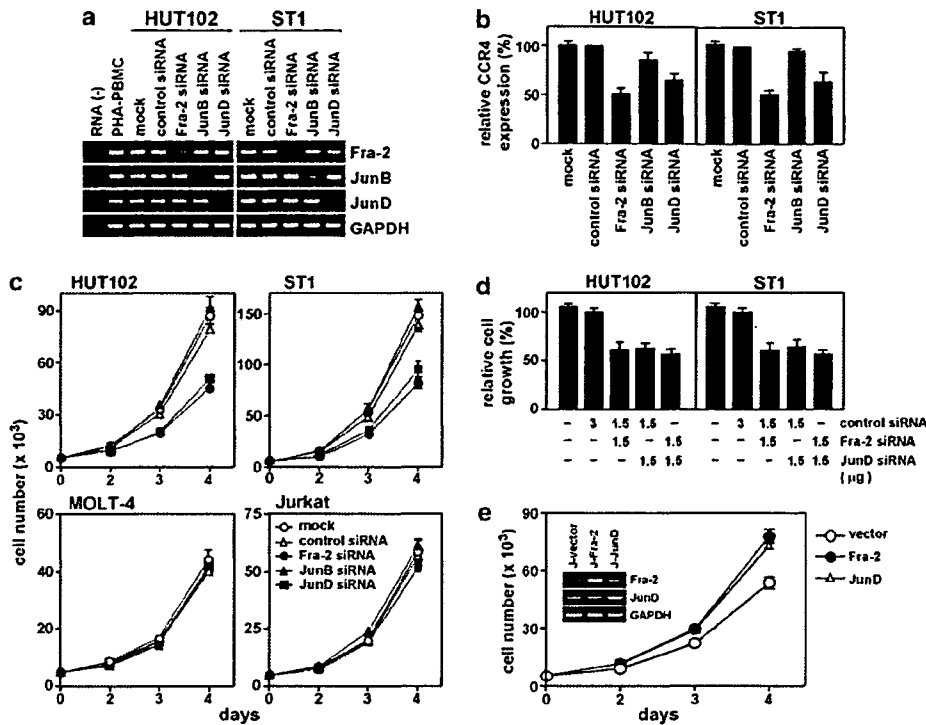 a
HUT102
ST1
RNA (-)
PHA-PBMC
mock
control siRNA
Fra-2 siRNA
JunB siRNA
JunD siRNA
mock
control siRNA
Fra-2 siRNA
JunB siRNA
JunD siRNA
Fra-2
JunB
JunD
GAPDH
b
HUT102
ST1
relative CCR4
expression (%)
100
50
0
mock
control siRNA
Fra-2 siRNA
JunB siRNA
JunD siRNA
mock
control siRNA
Fra-2 siRNA
JunB siRNA
JunD siRNA
c
HUT102
ST1
90
60
30
0
0 2 3 4
150
100
50
0
0 2 3 4
MOLT-4
Jurkat
60
40
20
0
0 2 3 4
75
50
25
0
0 2 3 4
mock
control siRNA
Fra-2 siRNA
JunB siRNA
JunD siRNA
cell number (x 10³)
days
d
HUT102
ST1
relative cell
growth (%)
100
50
0
– 3 1.5 1.5 – – 3 1.5 1.5 – control siRNA
– – 1.5 – 1.5 – – 1.5 – 1.5 Fra-2 siRNA
– – – 1.5 1.5 – – – 1.5 1.5 JunD siRNA
(µg)
e
cell number (x 10³)
90
60
30
0
0 2 3 4
days
J-vector
J-Fra-2
J-JunD
Fra-2
JunD
GAPDH
vector
Fra-2
JunD